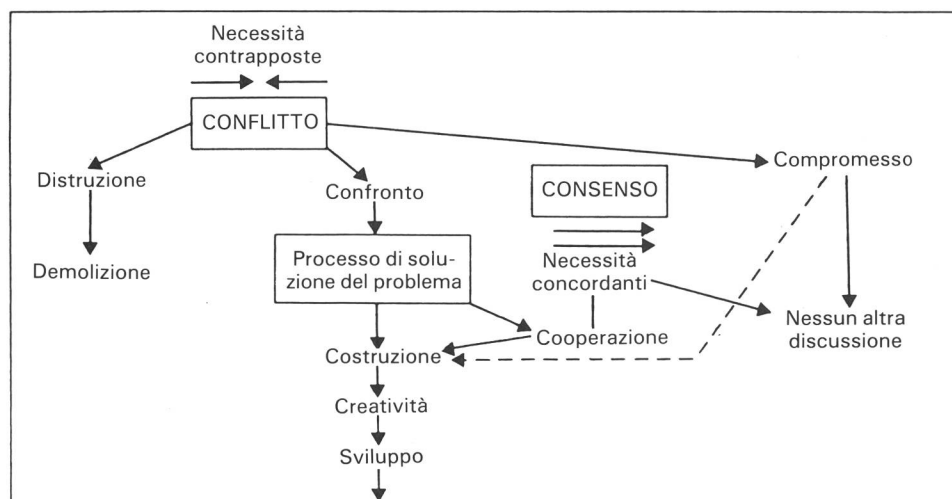 Necessità
contrapposte
CONFLITTO
Compromesso
Distruzione
Confronto
CONSENSO
Demolizione
Processo di solu-
zione del problema
Necessità
concordanti
Nessun altra
discussione
Cooperazione
Costruzione
Creatività
Sviluppo